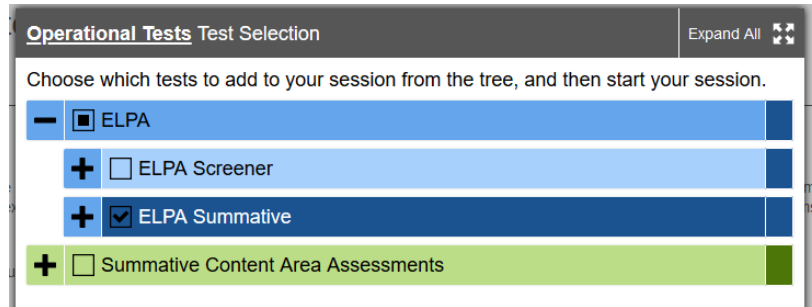 Operational Tests Test Selection
Expand All
Choose which tests to add to your session from the tree, and then start your session.
ELPA
ELPA Screener
ELPA Summative
Summative Content Area Assessments